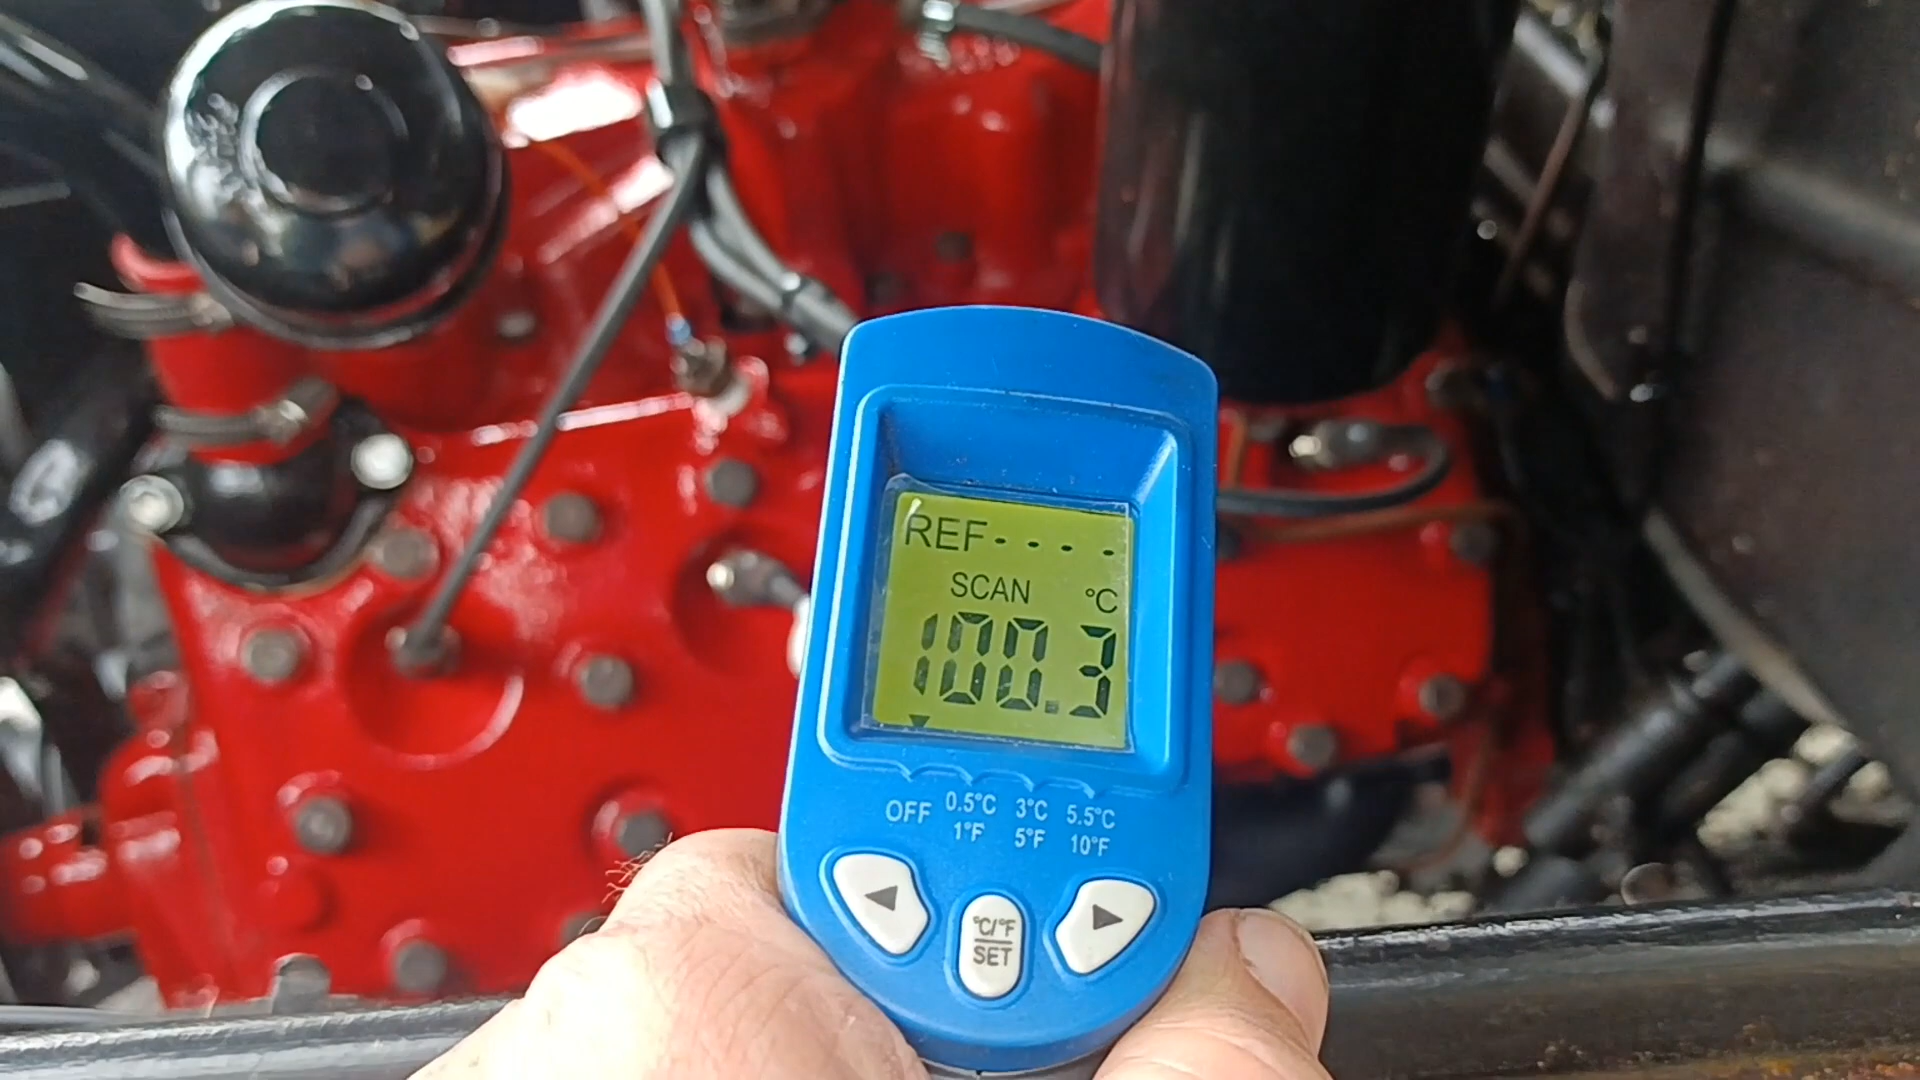 REF- - - -
SCAN °C
100.3
OFF 0.5°C 3°C 5.5°C
1°F 5°F 10°F
°C/°F
SET